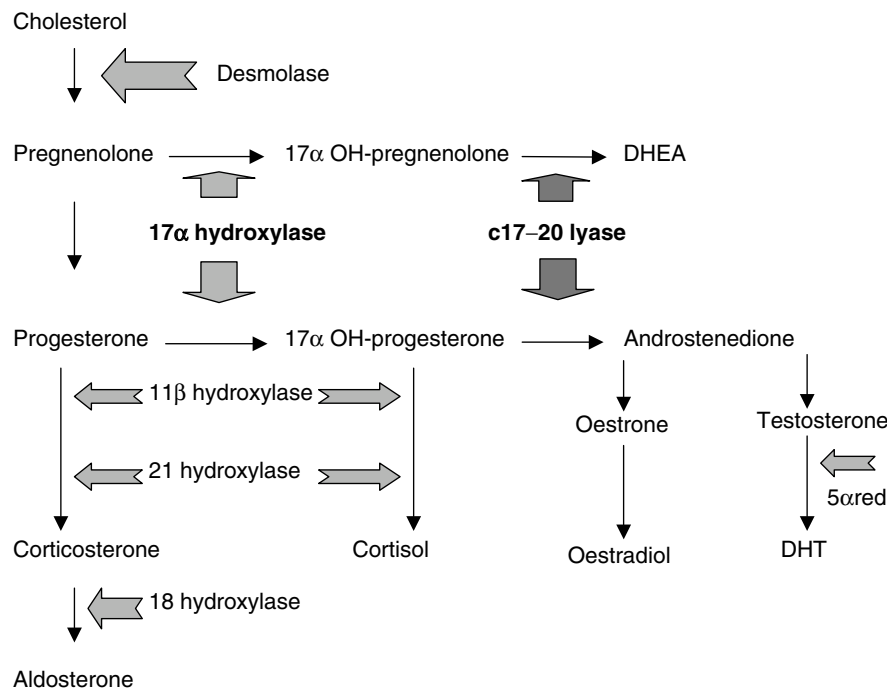 Cholesterol
Desmolase
Pregnenolone
17α OH-pregnenolone
DHEA
17α hydroxylase
c17–20 lyase
Progesterone
17α OH-progesterone
Androstenedione
11β hydroxylase
Oestrone
Testosterone
21 hydroxylase
5αred
Corticosterone
Cortisol
Oestradiol
DHT
18 hydroxylase
Aldosterone